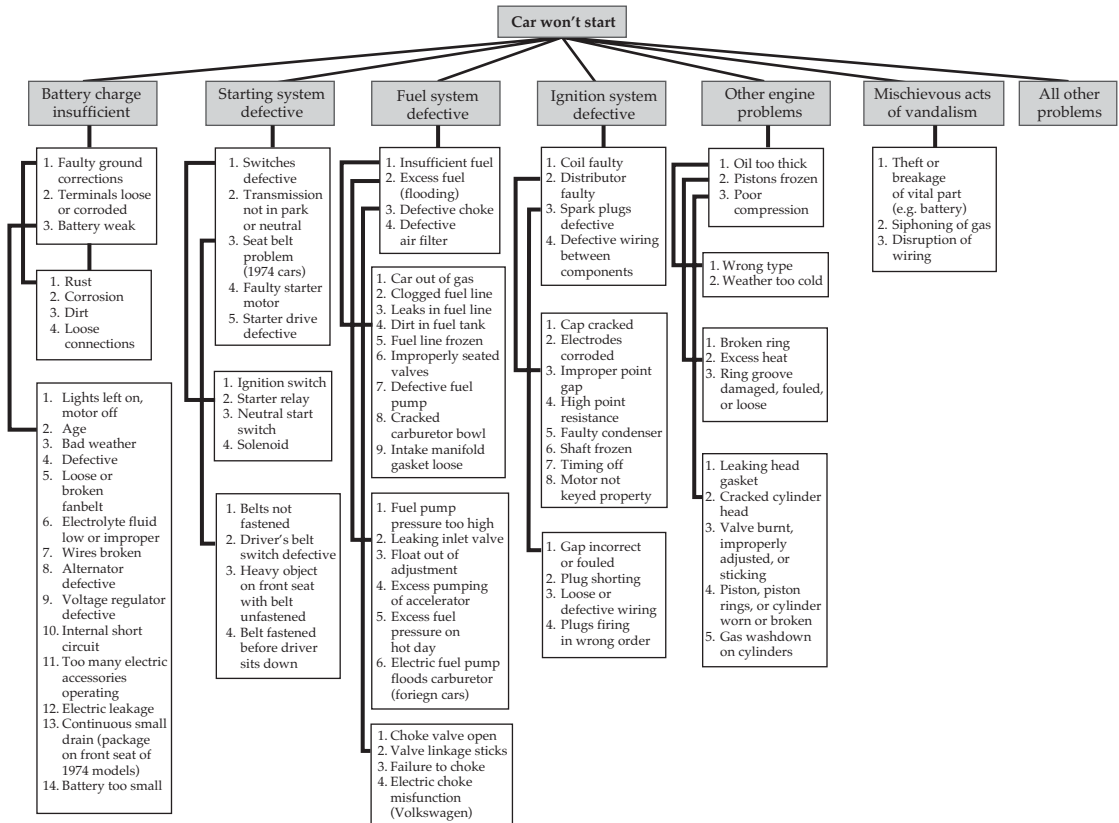 Car won't start
Battery charge
insufficient
Starting system
defective
Fuel system
defective
Ignition system
defective
Other engine
problems
Mischievous acts
of vandalism
All other
problems
1. Faulty ground
corrections
2. Terminals loose
or corroded
3. Battery weak
1. Rust
2. Corrosion
3. Dirt
4. Loose
connections
1. Lights left on,
motor off
2. Age
3. Bad weather
4. Defective
5. Loose or
broken
fanbelt
6. Electrolyte fluid
low or improper
7. Wires broken
8. Alternator
defective
9. Voltage regulator
defective
10. Internal short
circuit
11. Too many electric
accessories
operating
12. Electric leakage
13. Continuous small
drain (package
on front seat of
1974 models)
14. Battery too small
1. Switches
defective
2. Transmission
not in park
or neutral
3. Seat belt
problem
(1974 cars)
4. Faulty starter
motor
5. Starter drive
defective
1. Ignition switch
2. Starter relay
3. Neutral start
switch
4. Solenoid
1. Belts not
fastened
2. Driver's belt
switch defective
3. Heavy object
on front seat
with belt
unfastened
4. Belt fastened
before driver
sits down
1. Insufficient fuel
2. Excess fuel
(flooding)
3. Defective choke
4. Defective
air filter
1. Car out of gas
2. Clogged fuel line
3. Leaks in fuel line
4. Dirt in fuel tank
5. Fuel line frozen
6. Improperly seated
valves
7. Defective fuel
pump
8. Cracked
carburetor bowl
9. Intake manifold
gasket loose
1. Fuel pump
pressure too high
2. Leaking inlet valve
3. Float out of
adjustment
4. Excess pumping
of accelerator
5. Excess fuel
pressure on
hot day
6. Electric fuel pump
floods carburetor
(foriegn cars)
1. Choke valve open
2. Valve linkage sticks
3. Failure to choke
4. Electric choke
misfunction
(Volkswagen)
1. Coil faulty
2. Distributor
faulty
3. Spark plugs
defective
4. Defective wiring
between
components
1. Cap cracked
2. Electrodes
corroded
3. Improper point
gap
4. High point
resistance
5. Faulty condenser
6. Shaft frozen
7. Timing off
8. Motor not
keyed property
1. Gap incorrect
or fouled
2. Plug shorting
3. Loose or
defective wiring
4. Plugs firing
in wrong order
1. Oil too thick
2. Pistons frozen
3. Poor
compression
1. Wrong type
2. Weather too cold
1. Broken ring
2. Excess heat
3. Ring groove
damaged, fouled,
or loose
1. Leaking head
gasket
2. Cracked cylinder
head
3. Valve burnt,
improperly
adjusted, or
sticking
4. Piston, piston
rings, or cylinder
worn or broken
5. Gas washdown
on cylinders
1. Theft or
breakage
of vital part
(e.g. battery)
2. Siphoning of gas
3. Disruption of
wiring